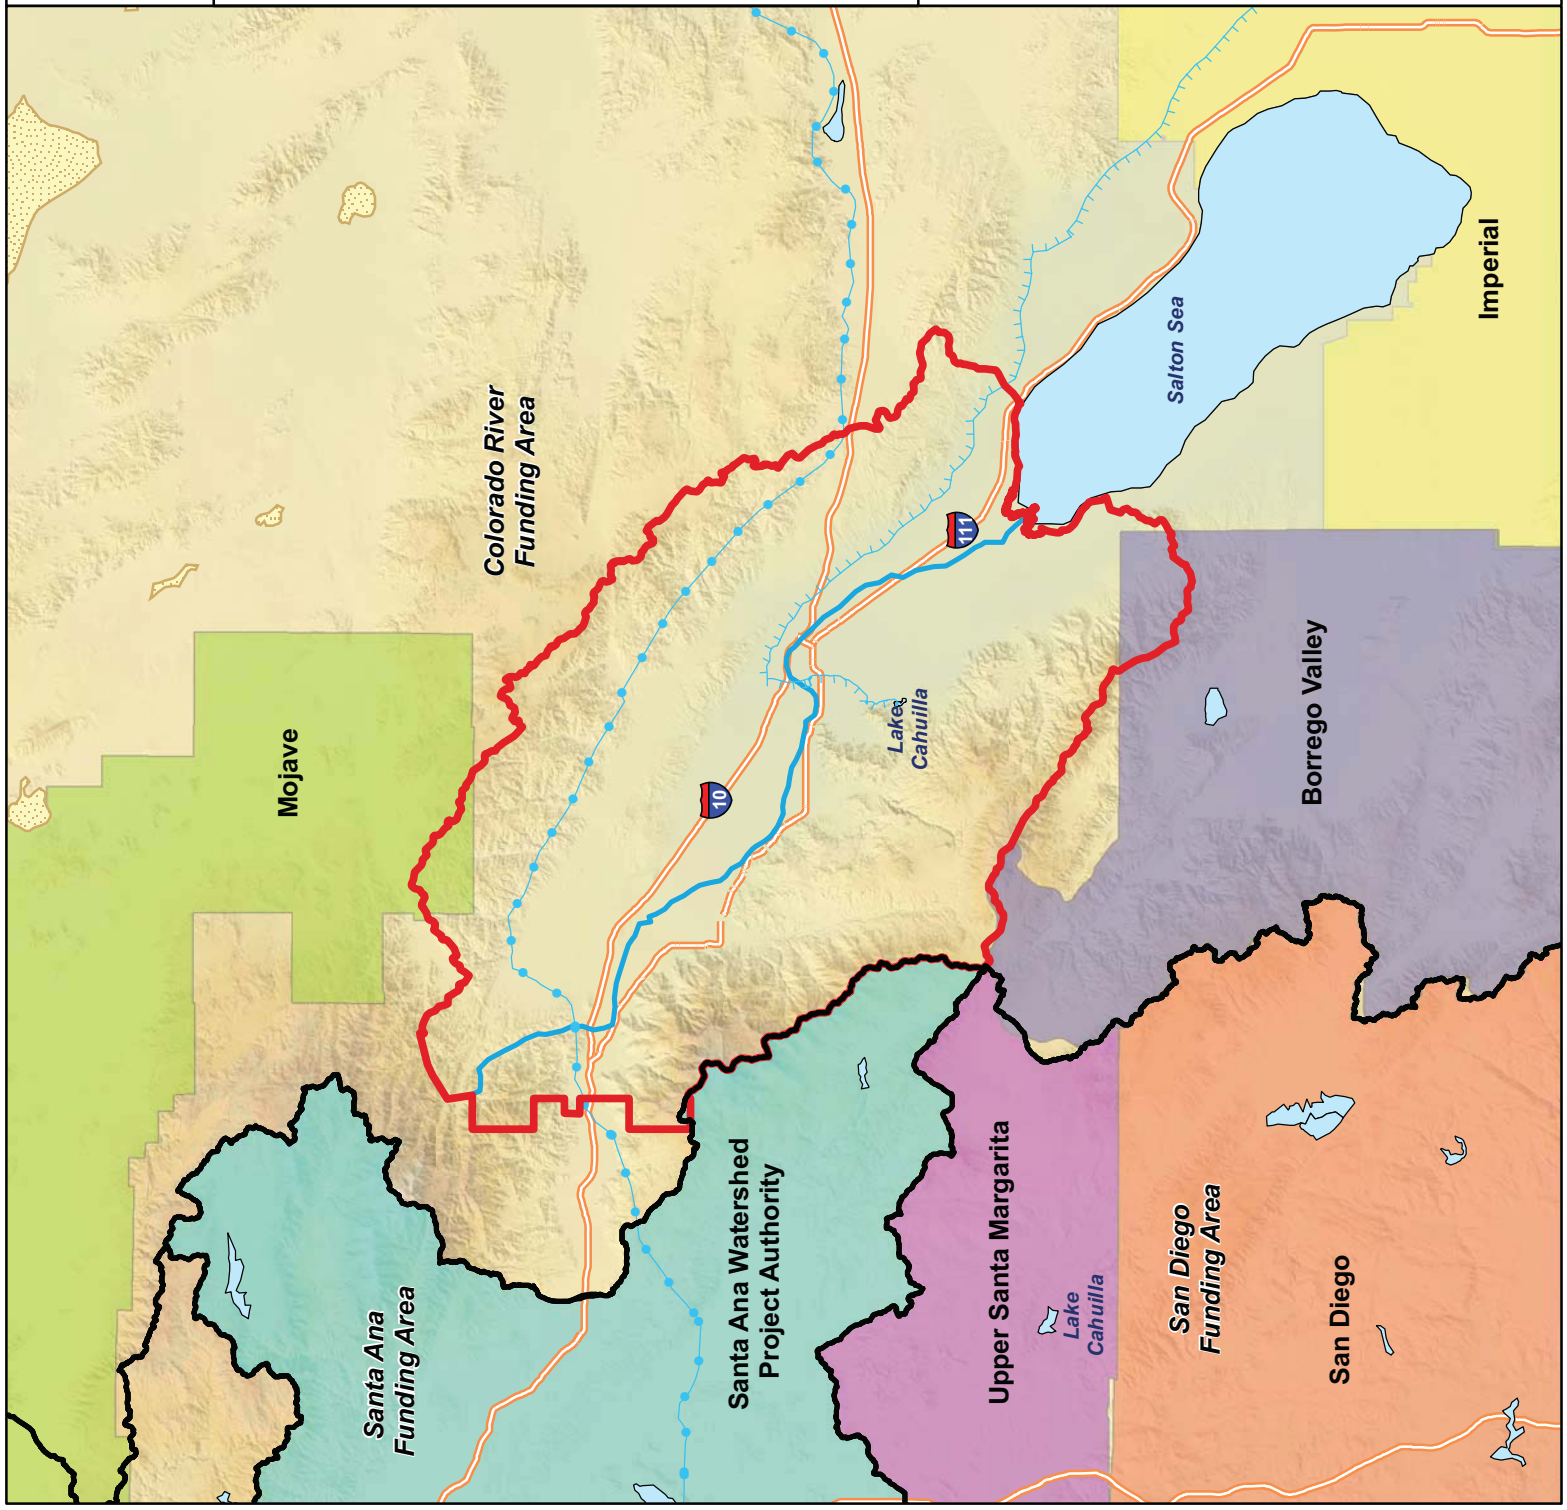 Colorado River
Funding Area
Mojave
Imperial
Salton Sea
111
10
Lake
Cahuilla
Borrego Valley
Santa Ana
Funding Area
Santa Ana Watershed
Project Authority
Upper Santa Margarita
Lake
Cahuilla
San Diego
Funding Area
San Diego